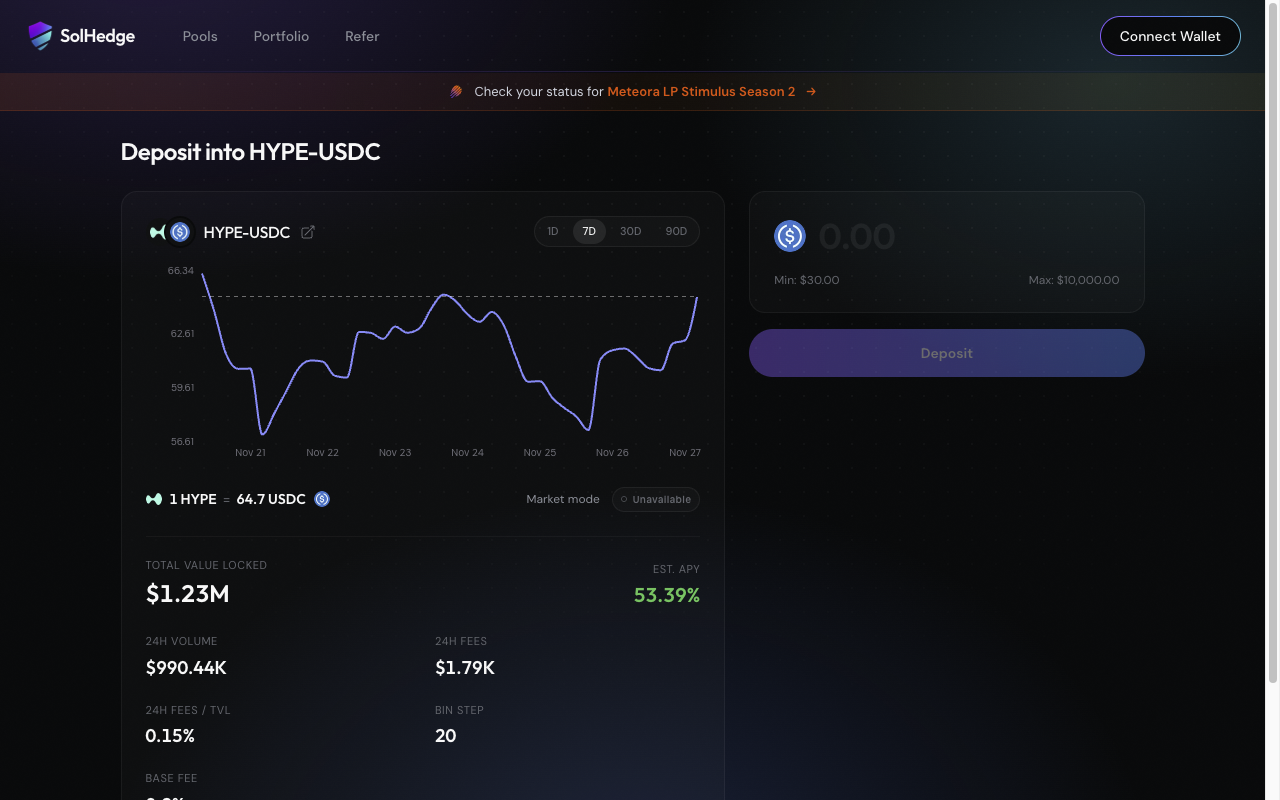 SolHedge
Pools
Portfolio
Refer
Connect Wallet
Check your status for Meteora LP Stimulus Season 2 →
Deposit into HYPE-USDC
HYPE-USDC
1D
7D
30D
90D
66.34
62.61
59.61
56.61
Nov 21
Nov 22
Nov 23
Nov 24
Nov 25
Nov 26
Nov 27
1 HYPE = 64.7 USDC
Market mode
Unavailable
TOTAL VALUE LOCKED
$1.23M
EST. APY
53.39%
24H VOLUME
$990.44K
24H FEES
$1.79K
24H FEES / TVL
0.15%
BIN STEP
20
BASE FEE
0.00
Min: $30.00
Max: $10,000.00
Deposit